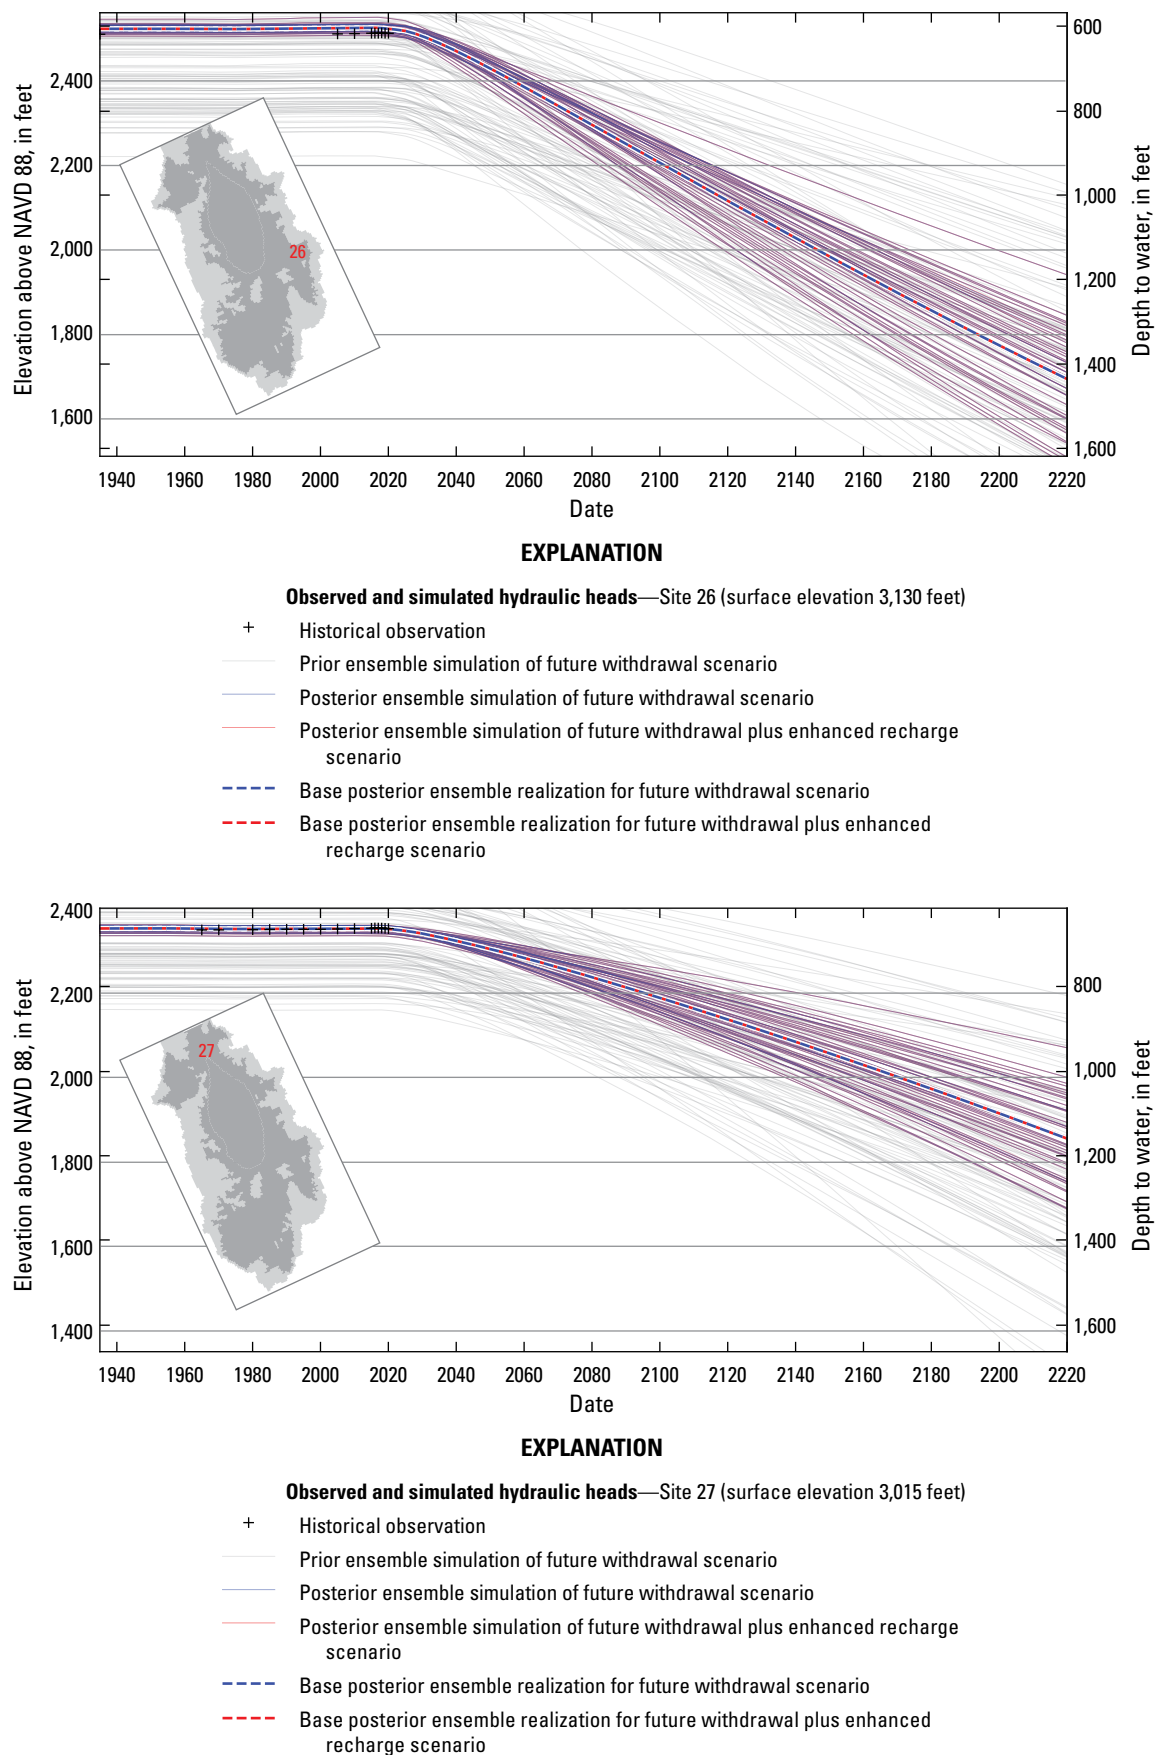 Elevation above NAVD 88, in feet
2,400
2,200
2,000
1,800
1,600
600
800
1,000
1,200
1,400
1,600
Depth to water, in feet
26
1940 1960 1980 2000 2020 2040 2060 2080 2100 2120 2140 2160 2180 2200 2220
Date
EXPLANATION
Observed and simulated hydraulic heads—Site 26 (surface elevation 3,130 feet)
+ Historical observation
Prior ensemble simulation of future withdrawal scenario
Posterior ensemble simulation of future withdrawal scenario
Posterior ensemble simulation of future withdrawal plus enhanced recharge
scenario
Base posterior ensemble realization for future withdrawal scenario
Base posterior ensemble realization for future withdrawal plus enhanced
recharge scenario
Elevation above NAVD 88, in feet
2,400
2,200
2,000
1,800
1,600
1,400
800
1,000
1,200
1,400
1,600
Depth to water, in feet
27
1940 1960 1980 2000 2020 2040 2060 2080 2100 2120 2140 2160 2180 2200 2220
Date
EXPLANATION
Observed and simulated hydraulic heads—Site 27 (surface elevation 3,015 feet)
+ Historical observation
Prior ensemble simulation of future withdrawal scenario
Posterior ensemble simulation of future withdrawal scenario
Posterior ensemble simulation of future withdrawal plus enhanced recharge
scenario
Base posterior ensemble realization for future withdrawal scenario
Base posterior ensemble realization for future withdrawal plus enhanced
recharge scenario